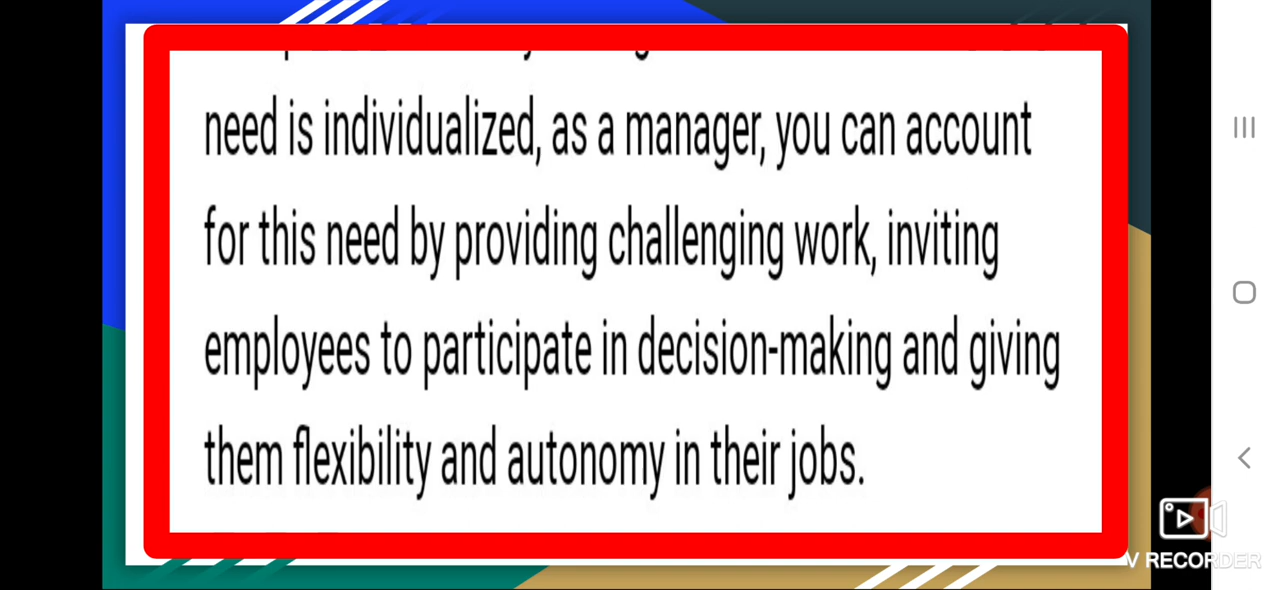 need is individualized, as a manager, you can account
for this need by providing challenging work, inviting
employees to participate in decision-making and giving
them flexibility and autonomy in their jobs.
V RECORDER